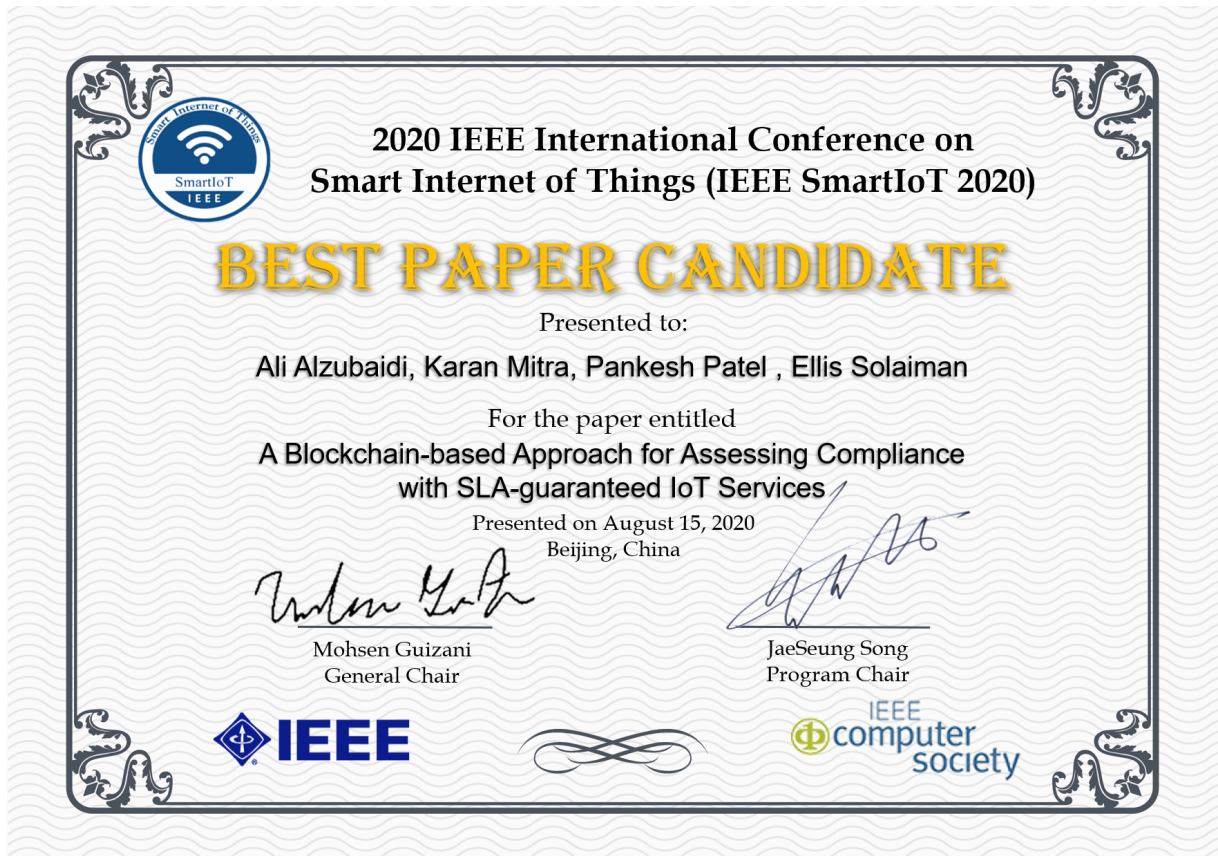 Smart Internet of Things
SmartIoT
IEEE
2020 IEEE International Conference on
Smart Internet of Things (IEEE SmartIoT 2020)
BEST PAPER CANDIDATE
Presented to:
Ali Alzubaidi, Karan Mitra, Pankesh Patel , Ellis Solaiman
For the paper entitled
A Blockchain-based Approach for Assessing Compliance
with SLA-guaranteed IoT Services
Presented on August 15, 2020
Beijing, China
Mohsen Guizani
General Chair
JaeSeung Song
Program Chair
IEEE
IEEE
computer
society